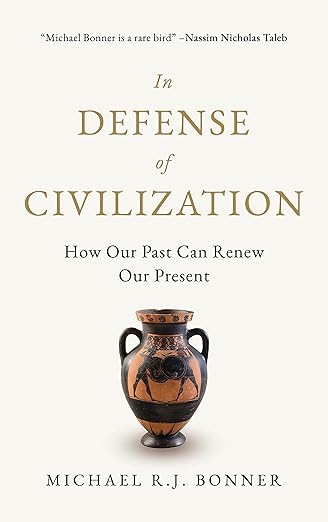 “Michael Bonner is a rare bird” –Nassim Nicholas Taleb
In
DEFENSE
of
CIVILIZATION
How Our Past Can Renew
Our Present
MICHAEL R.J. BONNER